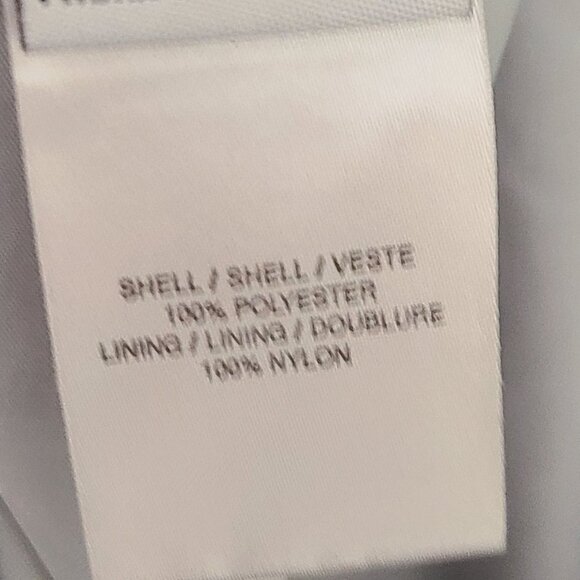 SHELL / SHELL / VESTE
100% POLYESTER
LINING / LINING / DOUBLURE
100% NYLON